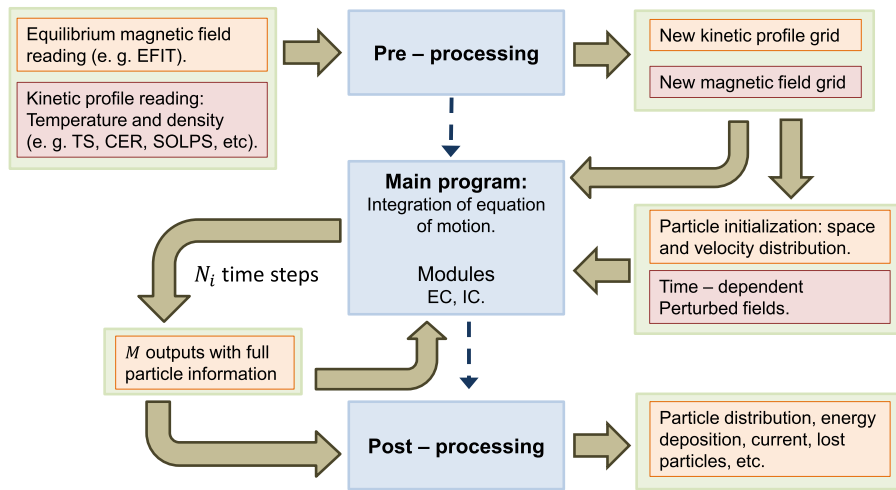 Equilibrium magnetic field
reading (e. g. EFIT).
Kinetic profile reading:
Temperature and density
(e. g. TS, CER, SOLPS, etc).
Pre – processing
New kinetic profile grid
New magnetic field grid
Main program:
Integration of equation
of motion.
Modules
EC, IC.
Particle initialization: space
and velocity distribution.
Time – dependent
Perturbed fields.
N_i time steps
M outputs with full
particle information
Post – processing
Particle distribution, energy
deposition, current, lost
particles, etc.